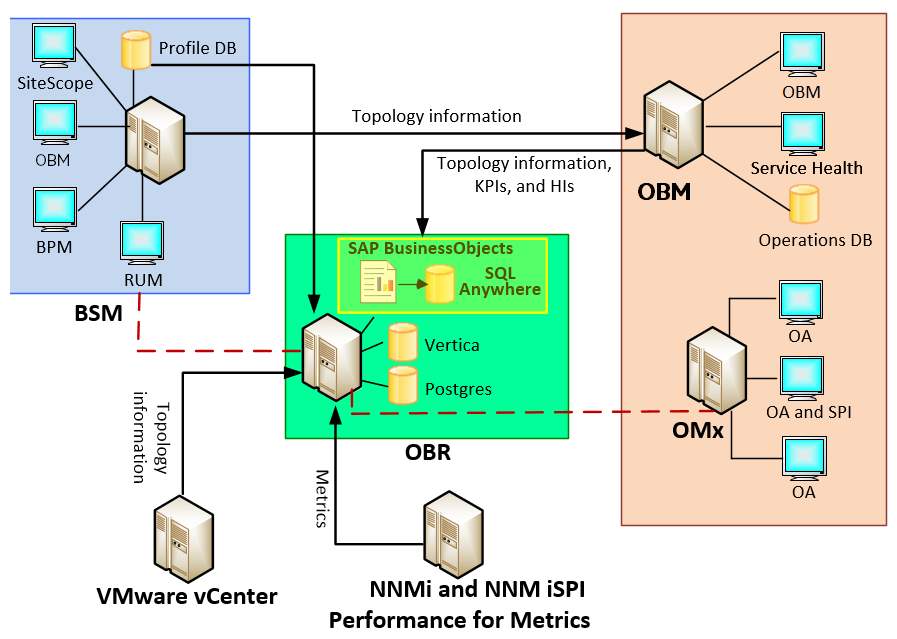 SiteScope
Profile DB
OBM
BPM
RUM
BSM
Topology information
Topology information,
KPIs, and HIs
OBM
OBM
Service Health
Operations DB
SAP BusinessObjects
SQL
Anywhere
Vertica
Postgres
OBR
OA
OA and SPI
OA
OMx
Topology
information
Metrics
VMware vCenter
NNMi and NNM iSPI
Performance for Metrics